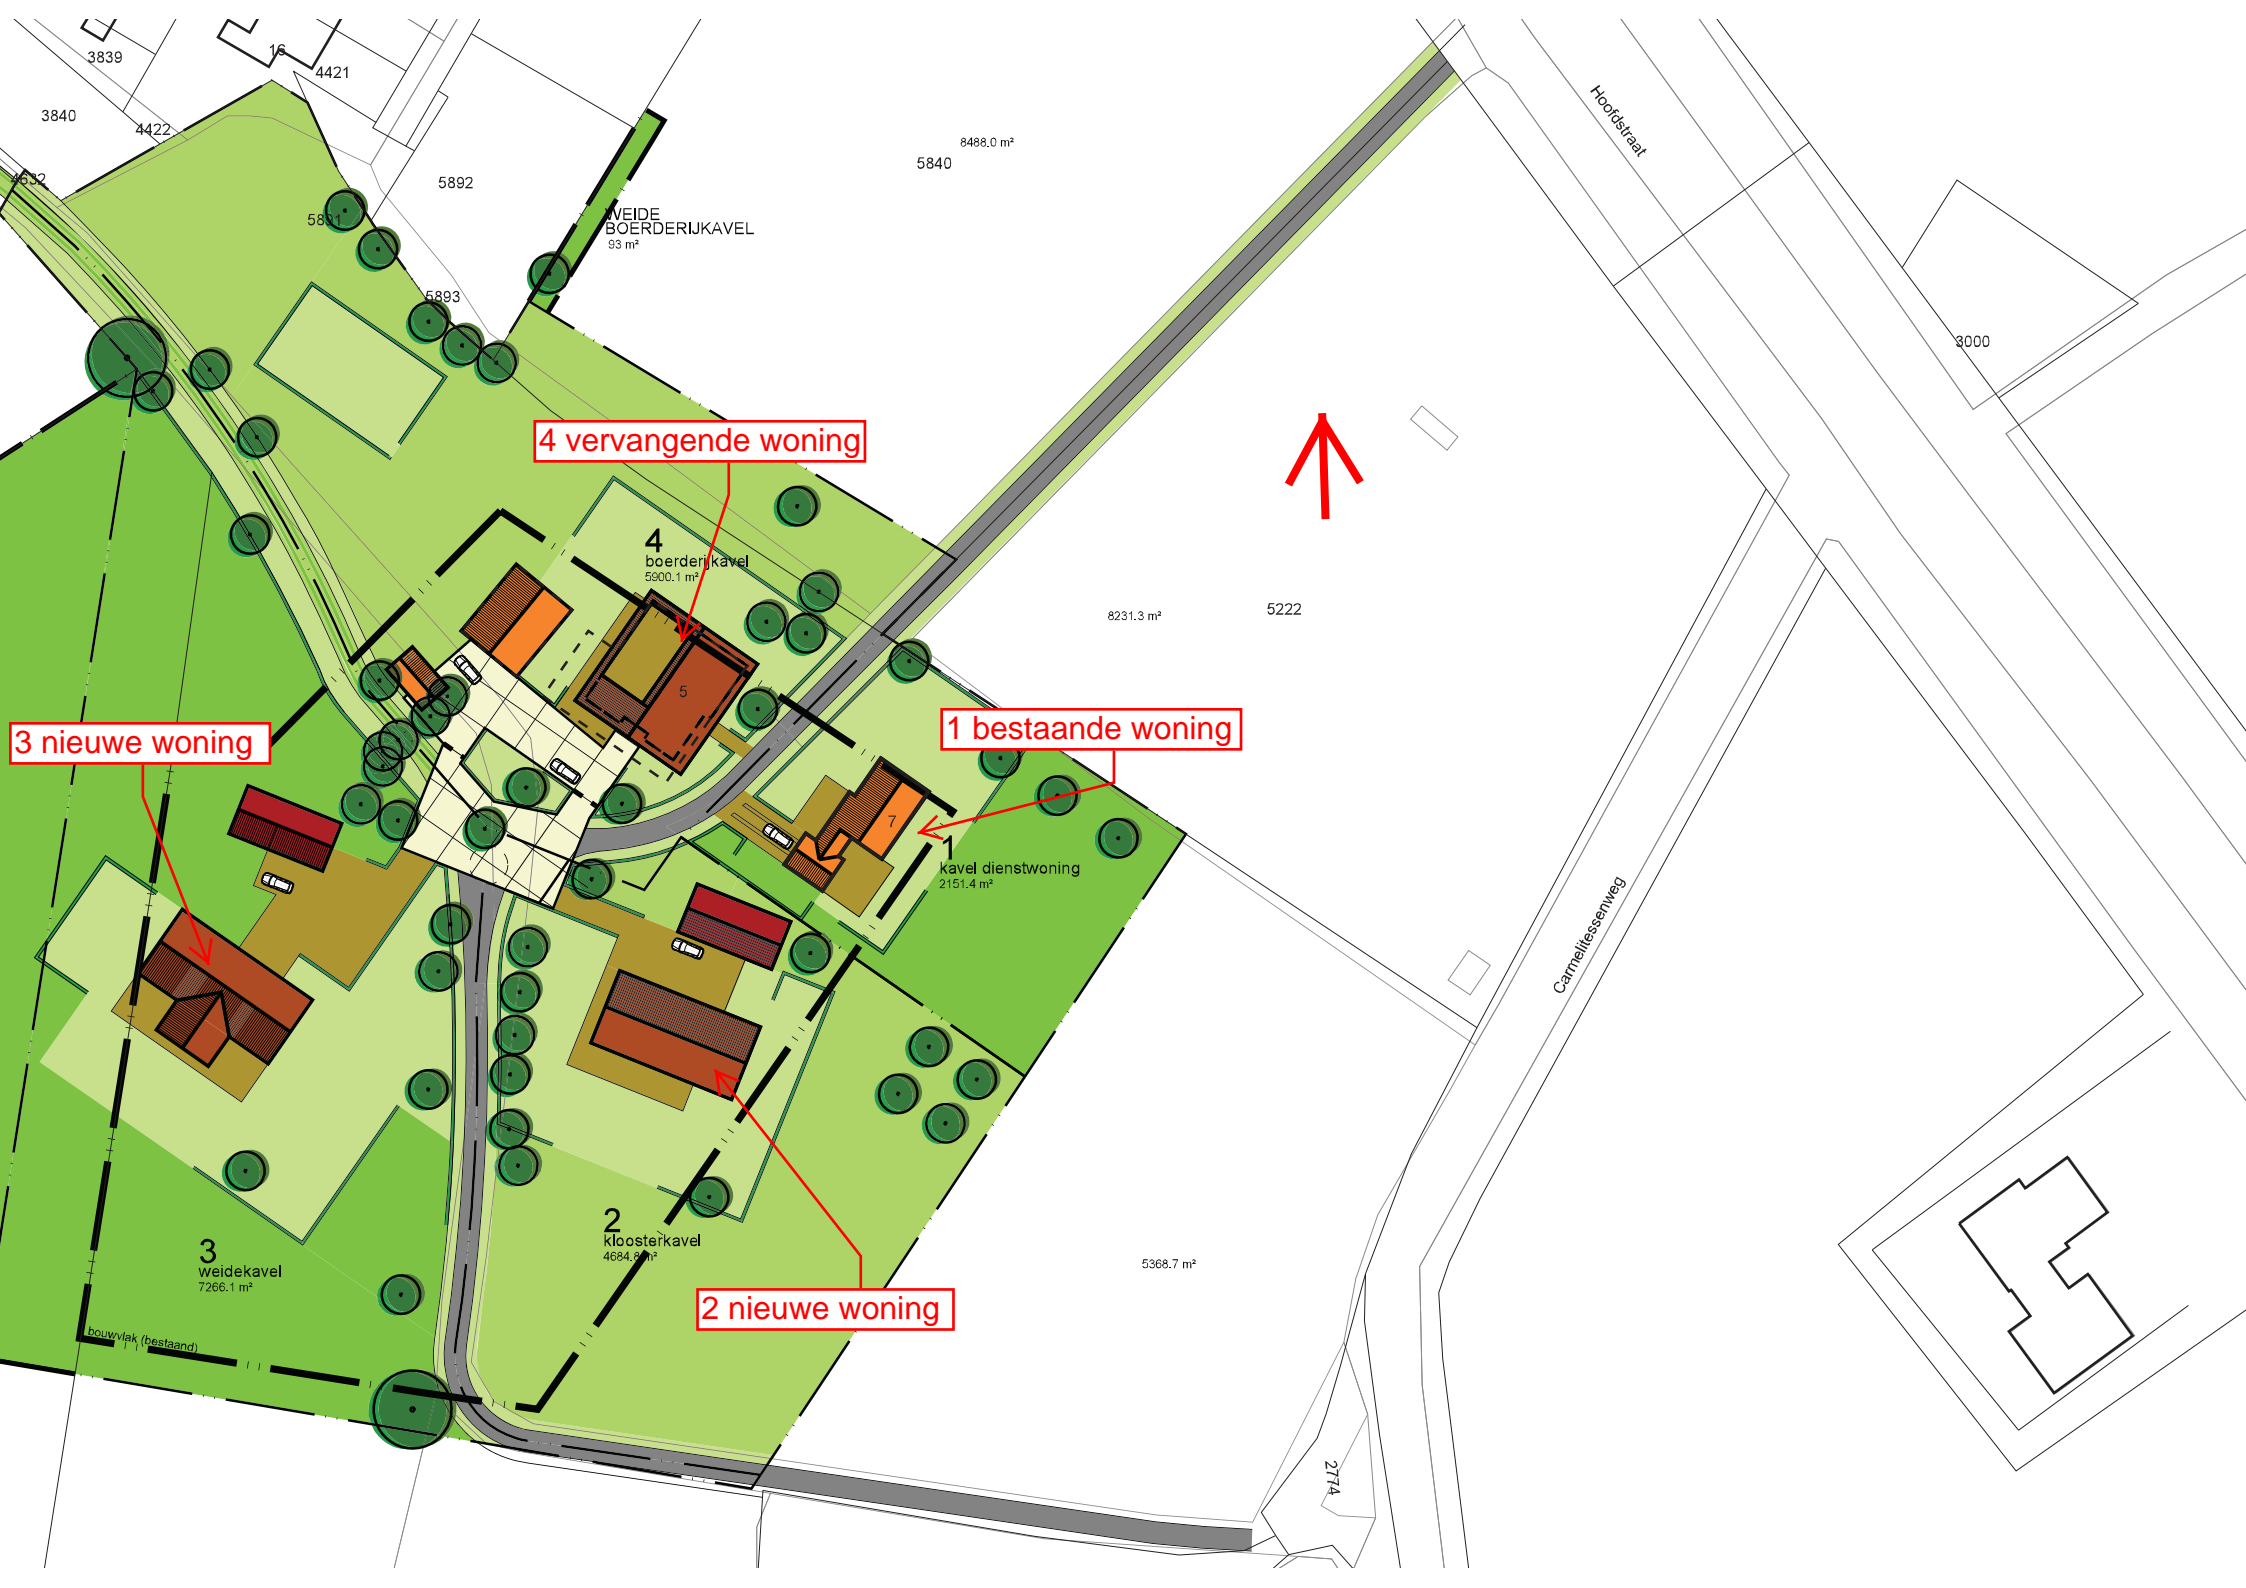 3839
16
4421
3840
4422
4632
5892
5891
5893
WEIDE
BOERDERIJKAVEL
93 m²
8488.0 m²
5840
Hoofdstraat
3000
4 vervangende woning
4
boerderijkavel
5900.1 m²
8231.3 m²
5222
5
3 nieuwe woning
1 bestaande woning
7
1
kavel dienstwoning
2151.4 m²
Carmelitessenweg
2
kloosterkavel
4684.8 m²
3
weidekavel
7266.1 m²
5368.7 m²
2 nieuwe woning
bouwvlak (bestaand)
2774